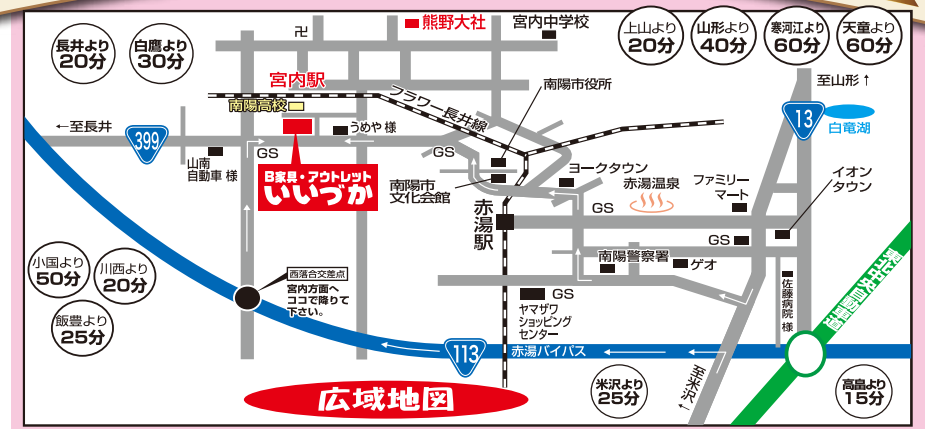 長井より
20分
白鷹より
30分
卍
熊野大社
宮内中学校
上山より
20分
山形より
40分
寒河江より
60分
天童より
60分
宮内駅
南陽高校
フラワー長井線
南陽市役所
至山形↑
13
白竜湖
←至長井
399
うめや 様
GS
GS
山南
自動車 様
B家具・アウトレット
いいづか
南陽市
文化会館
ヨークタウン
赤湯温泉
ファミリー
マート
イオン
タウン
赤湯駅
GS
GS
南陽警察署
ゲオ
小国より
50分
川西より
20分
飯豊より
25分
西落合交差点
宮内方面へ
ココで降りて
下さい。
GS
ヤマザワ
ショッピング
センター
佐藤病院 様
東北中央自動車道
113
赤湯バイパス
広域地図
米沢より
25分
至米沢
↓
高畠より
15分